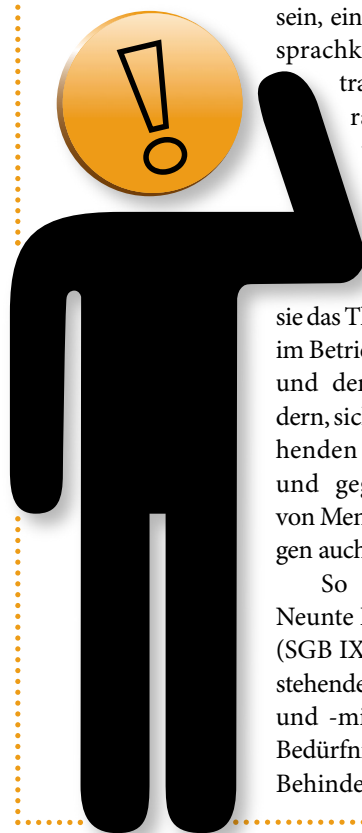 !
sein, ein
sprachk
tra
ra
sie das Th
im Betrie
und der
dern, sic
henden
und geg
von Men
gen auch
So
Neunte
(SGB IX
stehende
und -mi
Bedürfni
Behinde